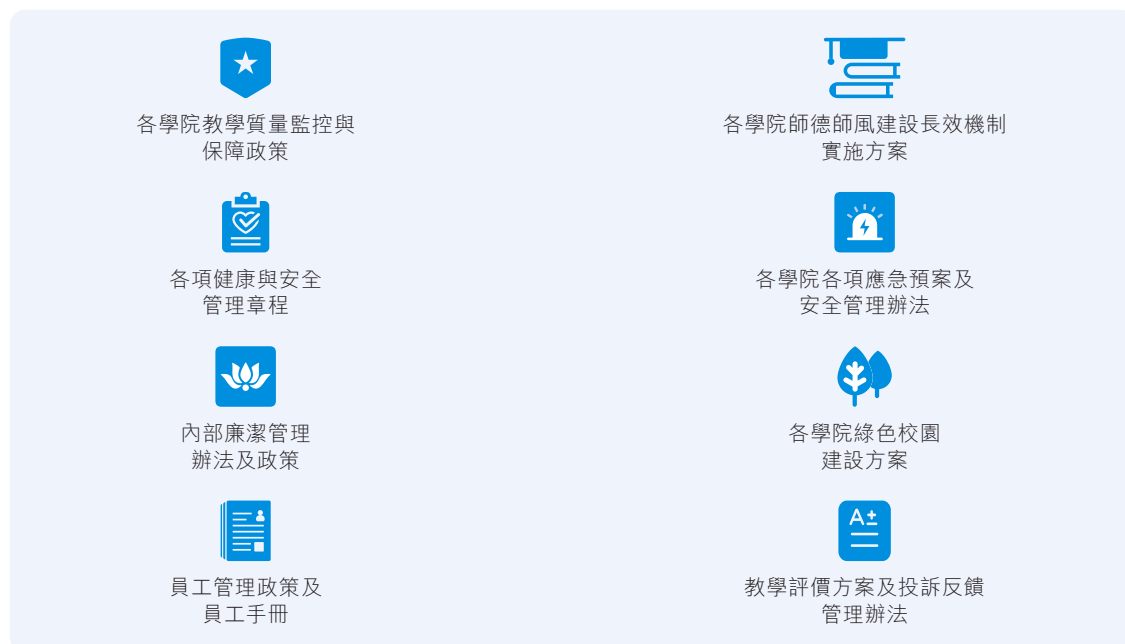 各學院教學質量監控與
保障政策
各學院師德師風建設長效機制
實施方案
各項健康與安全
管理章程
各學院各項應急預案及
安全管理辦法
內部廉潔管理
辦法及政策
各學院綠色校園
建設方案
員工管理政策及
員工手冊
A±
教學評價方案及投訴反饋
管理辦法